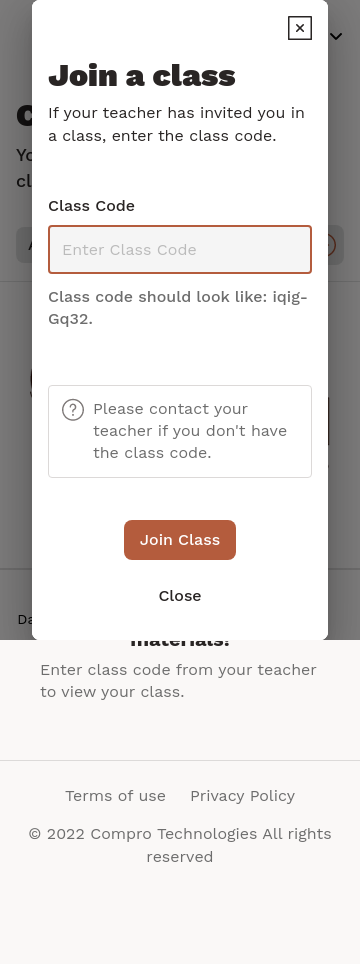 Join a class
If your teacher has invited you in
a class, enter the class code.
Class Code
Enter Class Code
Class code should look like: iqig-
Gq32.
Please contact your
teacher if you don't have
the class code.
Join Class
Close
materials!
Enter class code from your teacher
to view your class.
Terms of use Privacy Policy
© 2022 Compro Technologies All rights
reserved